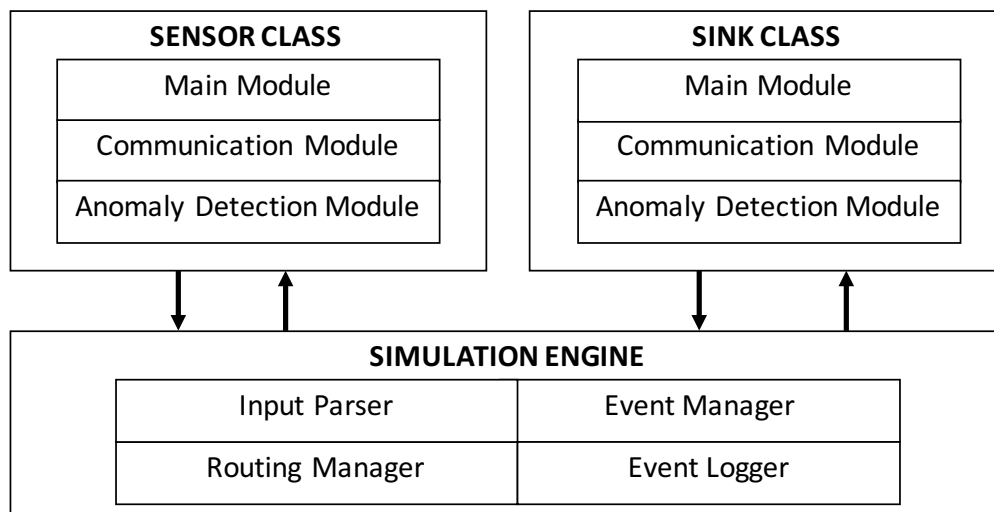 SENSOR CLASS
Main Module
Communication Module
Anomaly Detection Module
SINK CLASS
Main Module
Communication Module
Anomaly Detection Module
SIMULATION ENGINE
Input Parser
Event Manager
Routing Manager
Event Logger